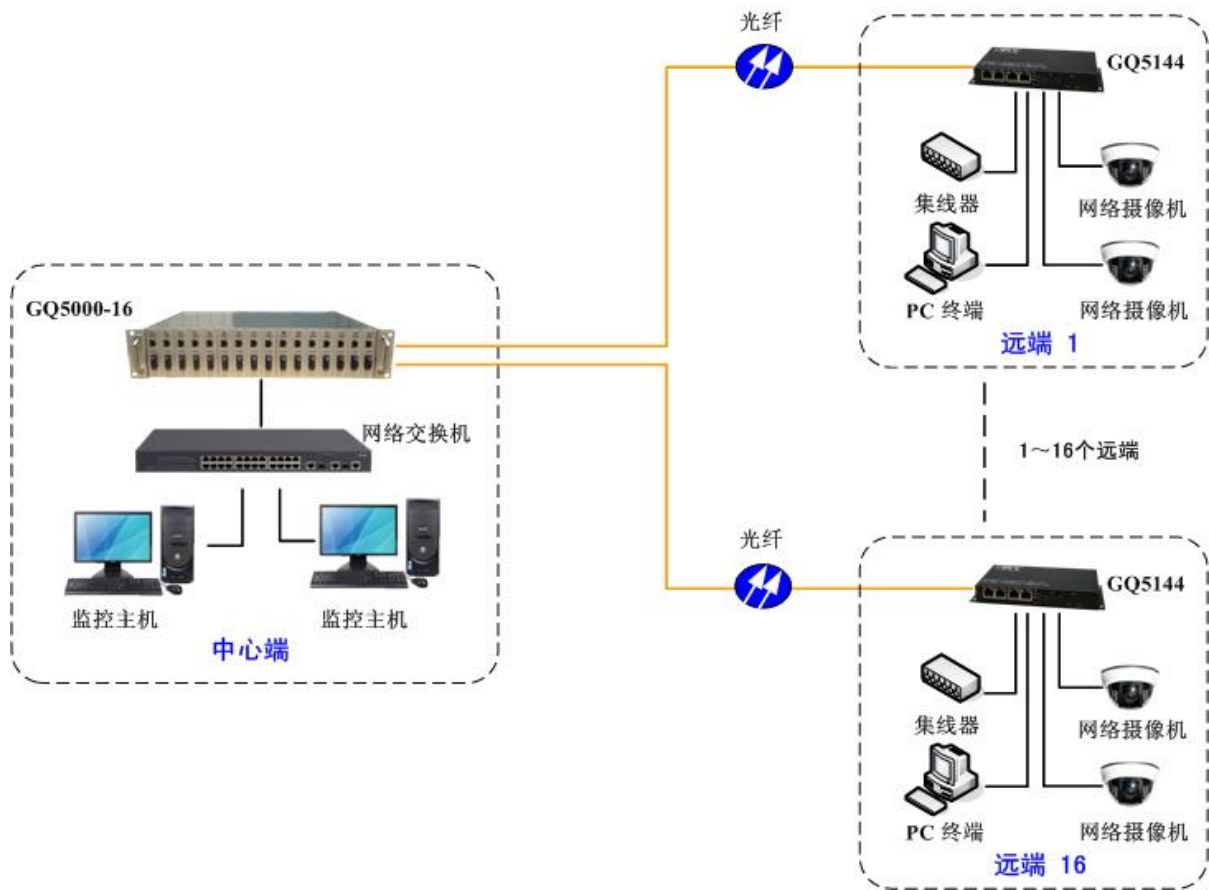 光纤
GQ5144
集线器
网络摄像机
PC 终端
网络摄像机
远端 1
GQ5000-16
网络交换机
监控主机
监控主机
中心端
1～16个远端
光纤
GQ5144
集线器
网络摄像机
PC 终端
网络摄像机
远端 16